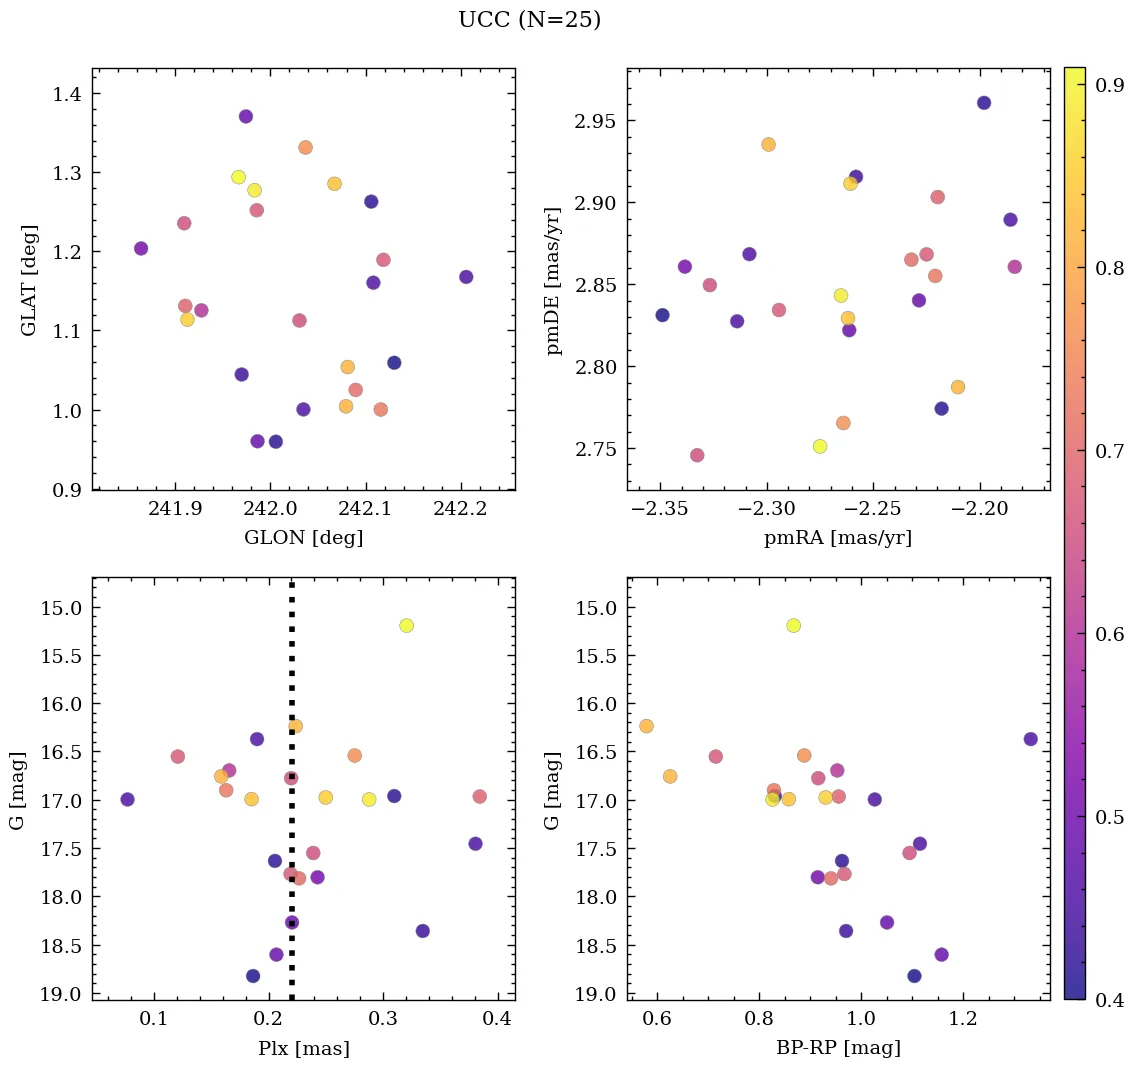 UCC (N=25)
1.4
1.3
1.2
1.1
1.0
0.9
GLAT [deg]
241.9 242.0 242.1 242.2
GLON [deg]
2.95
2.90
2.85
2.80
2.75
pmDE [mas/yr]
−2.35 −2.30 −2.25 −2.20
pmRA [mas/yr]
15.0
15.5
16.0
16.5
17.0
17.5
18.0
18.5
19.0
G [mag]
0.1 0.2 0.3 0.4
Plx [mas]
15.0
15.5
16.0
16.5
17.0
17.5
18.0
18.5
19.0
G [mag]
0.6 0.8 1.0 1.2
BP-RP [mag]
0.9
0.8
0.7
0.6
0.5
0.4